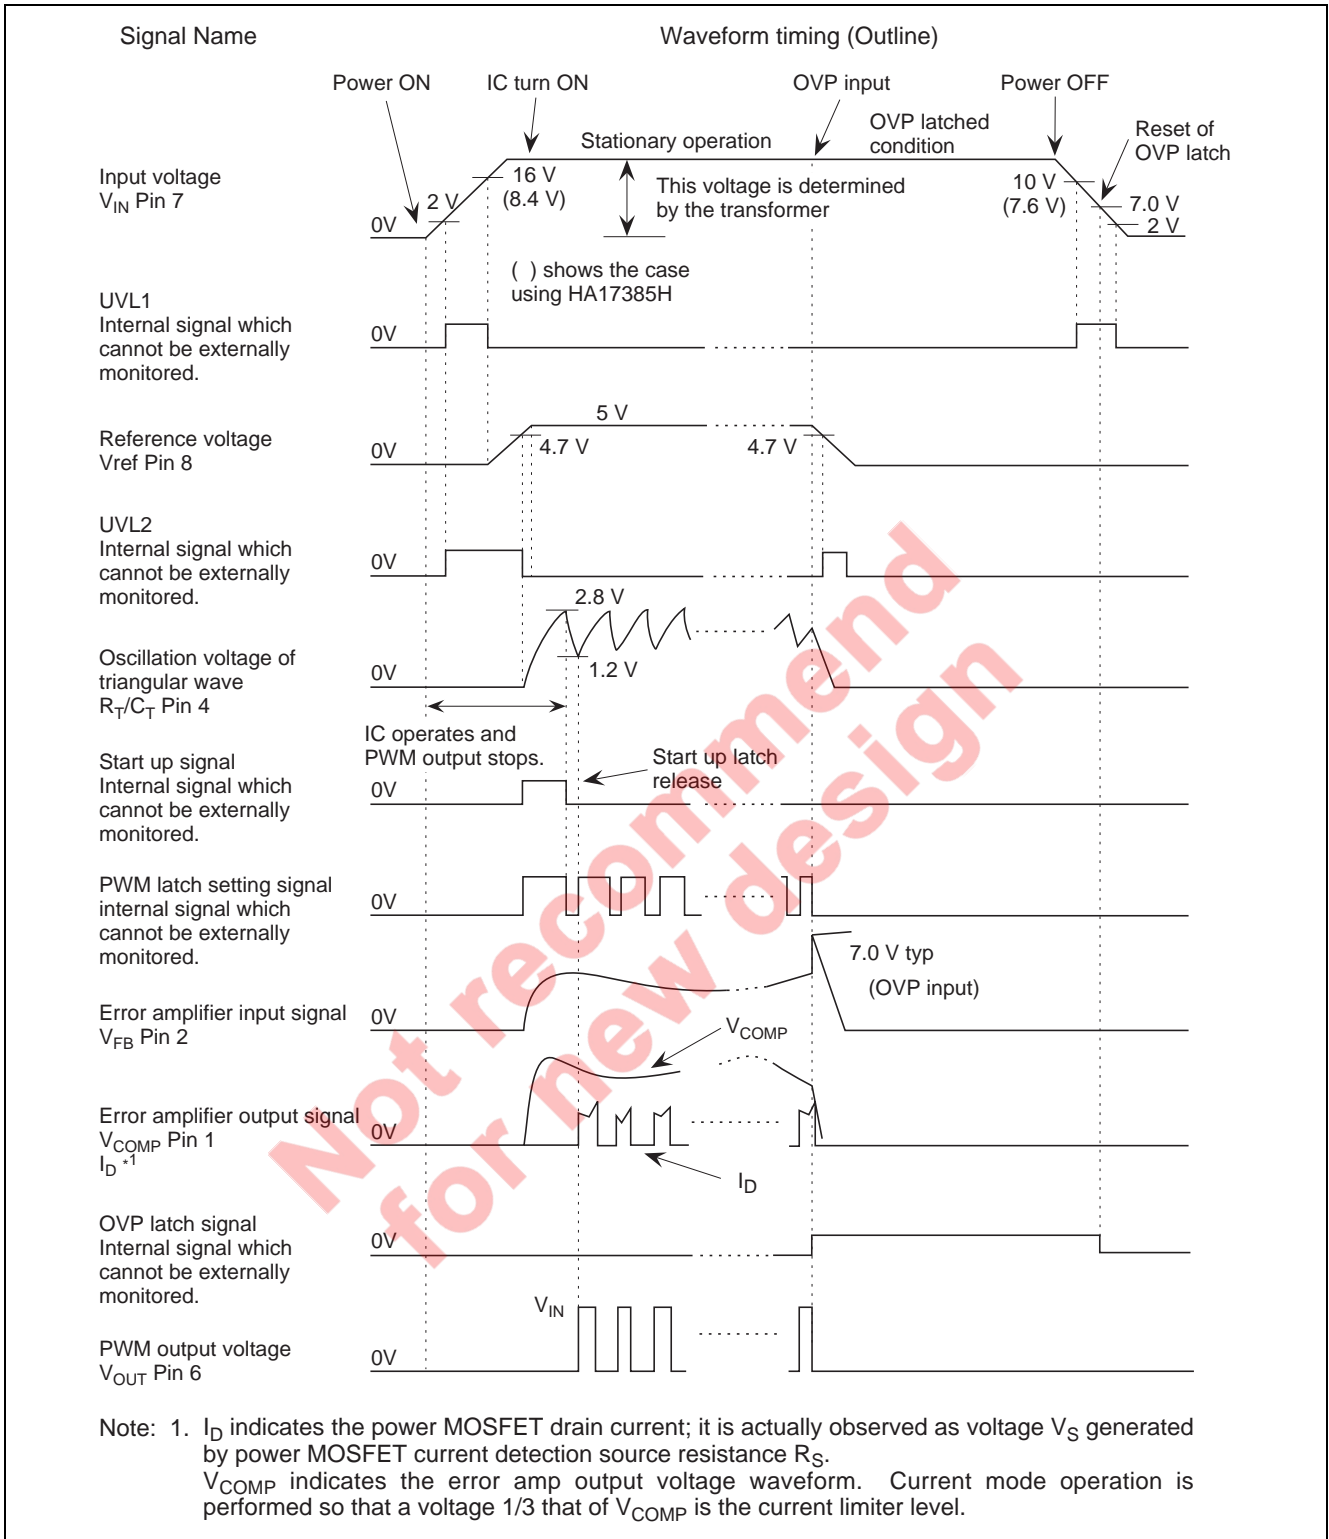 Signal Name
Waveform timing (Outline)
Power ON
IC turn ON
OVP input
Power OFF
Stationary operation
OVP latched
condition
Reset of
OVP latch
Input voltage
VIN Pin 7
0V
2 V
16 V
(8.4 V)
This voltage is determined
by the transformer
10 V
(7.6 V)
7.0 V
2 V
( ) shows the case
using HA17385H
UVL1
Internal signal which
cannot be externally
monitored.
0V
Reference voltage
Vref Pin 8
0V
5 V
4.7 V
4.7 V
UVL2
Internal signal which
cannot be externally
monitored.
0V
Oscillation voltage of
triangular wave
RT/CT Pin 4
0V
2.8 V
1.2 V
IC operates and
PWM output stops.
Start up signal
Internal signal which
cannot be externally
monitored.
0V
Start up latch
release
PWM latch setting signal
internal signal which
cannot be externally
monitored.
0V
7.0 V typ
(OVP input)
Error amplifier input signal
VFB Pin 2
0V
VCOMP
Error amplifier output signal
VCOMP Pin 1
ID *1
0V
ID
OVP latch signal
Internal signal which
cannot be externally
monitored.
0V
VIN
PWM output voltage
VOUT Pin 6
0V
Not recommend
for new design
Note: 1. ID indicates the power MOSFET drain current; it is actually observed as voltage VS generated
by power MOSFET current detection source resistance RS.
VCOMP indicates the error amp output voltage waveform. Current mode operation is
performed so that a voltage 1/3 that of VCOMP is the current limiter level.